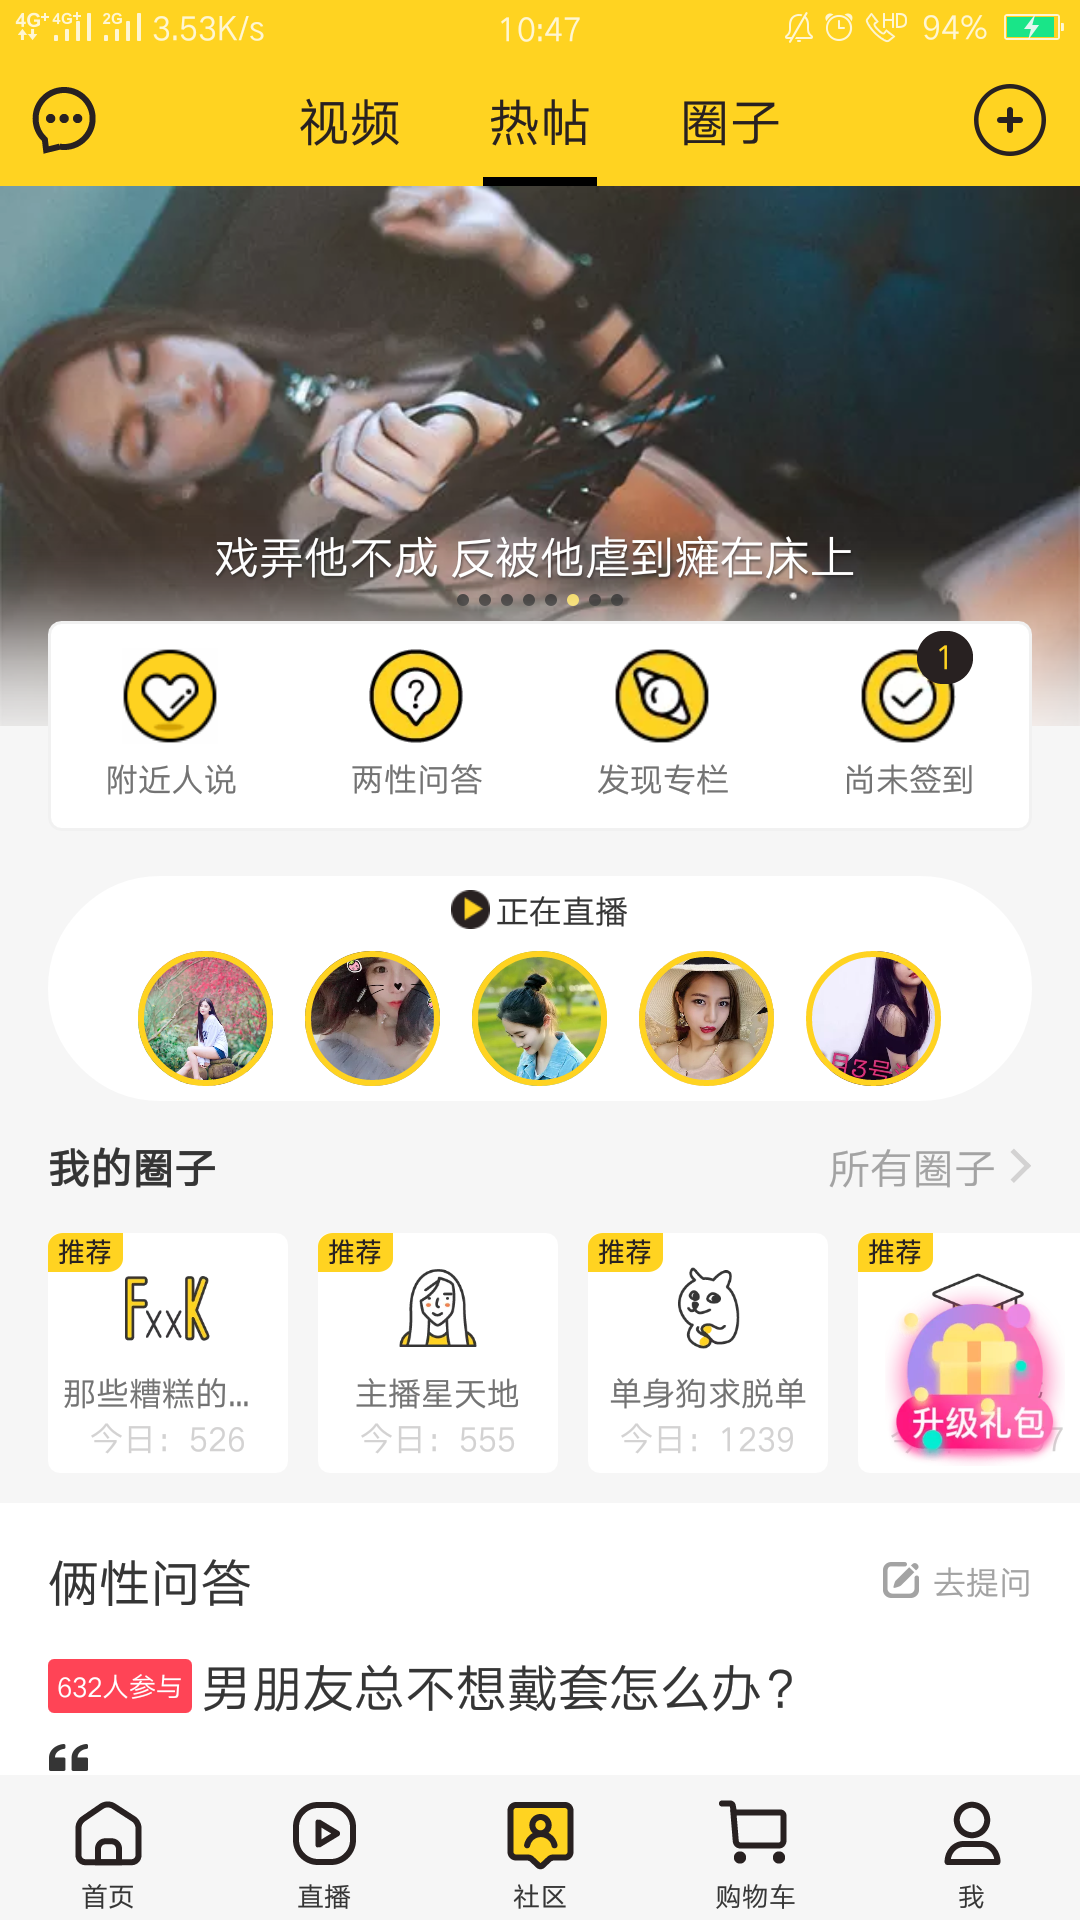 4G+ 4G+ 2G 3.53K/s 10:47 HD 94%
视频 热帖 圈子
戏弄他不成 反被他虐到瘫在床上
1
附近人说 两性问答 发现专栏 尚未签到
正在直播
月3号
我的圈子 所有圈子
推荐 推荐 推荐 推荐
FxxK
那些糟糕的... 主播星天地 单身狗求脱单
升级礼包
今日：526 今日：555 今日：1239
俩性问答 去提问
632人参与 男朋友总不想戴套怎么办？
“
首页 直播 社区 购物车 我